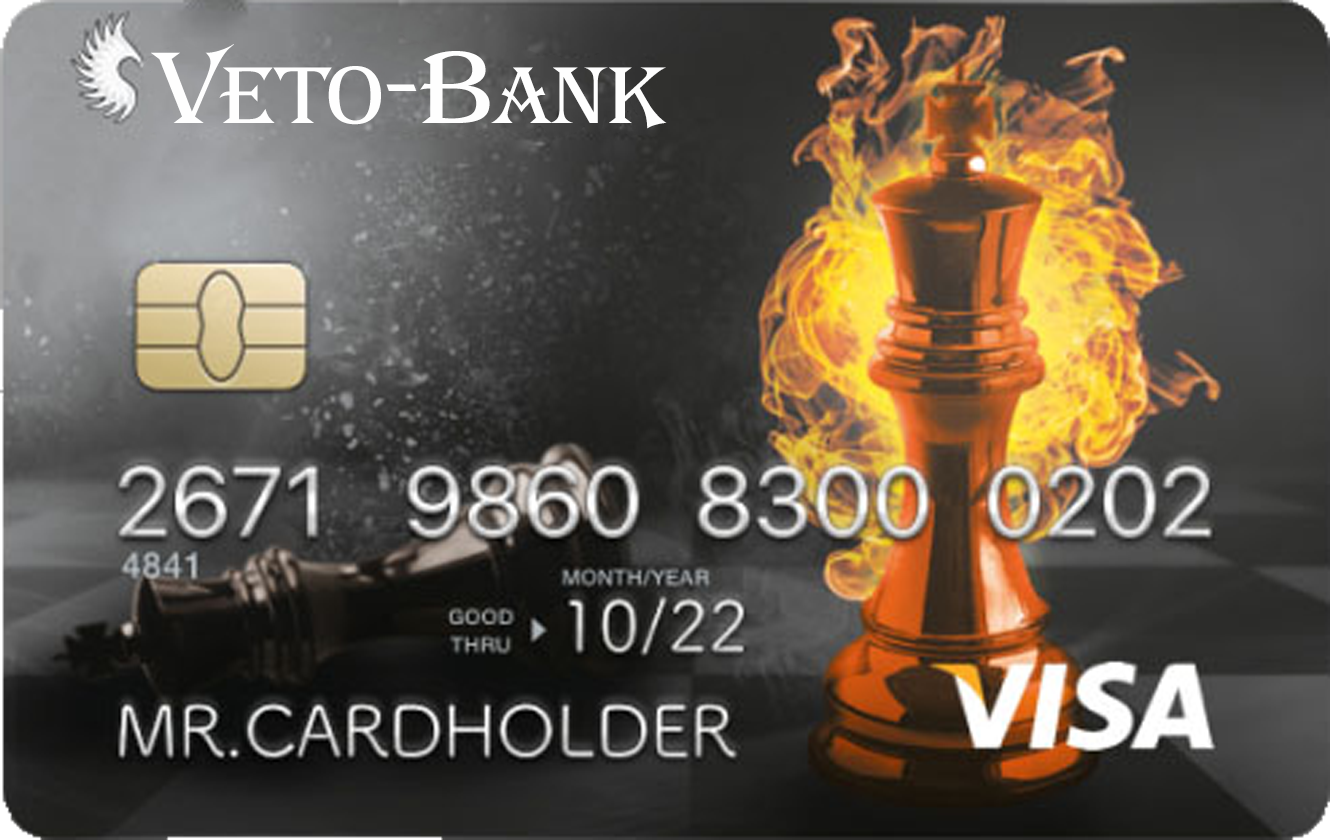 VETO-BANK
2671 9860 8300 0202
4841
MONTH/YEAR
GOOD THRU 10/22
MR.CARDHOLDER
VISA